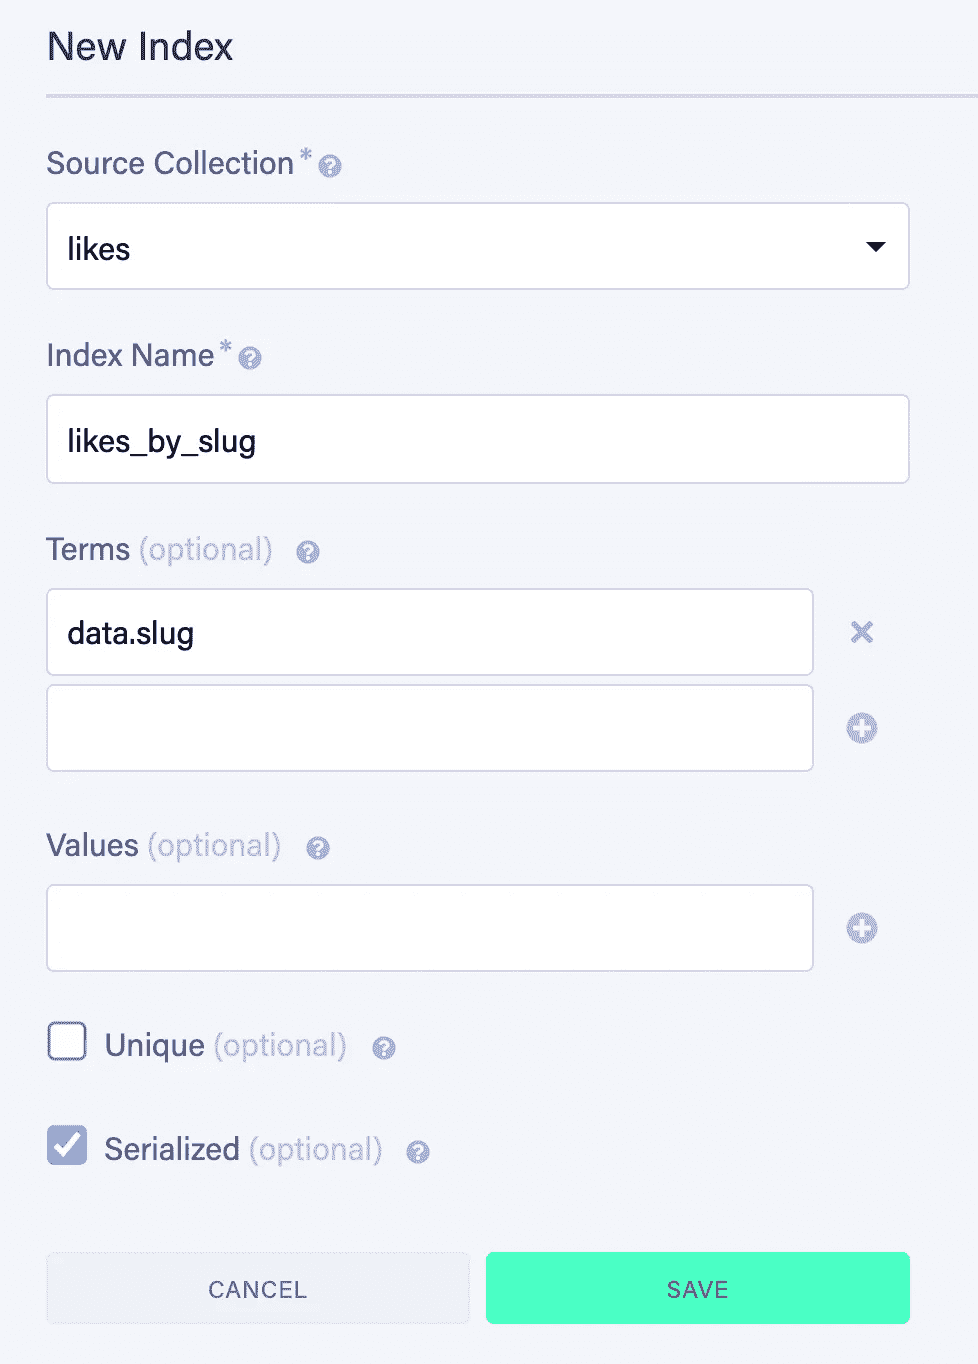 New Index
Source Collection *
likes
Index Name *
likes_by_slug
Terms (optional)
data.slug
Values (optional)
Unique (optional)
Serialized (optional)
CANCEL SAVE